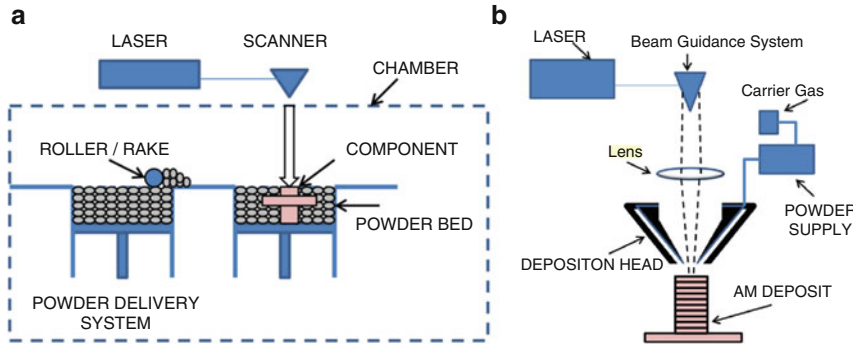 a
LASER
SCANNER
CHAMBER
ROLLER / RAKE
COMPONENT
POWDER BED
POWDER DELIVERY
SYSTEM
b
LASER
Beam Guidance System
Carrier Gas
Lens
POWDER
SUPPLY
DEPOSITON HEAD
AM DEPOSIT